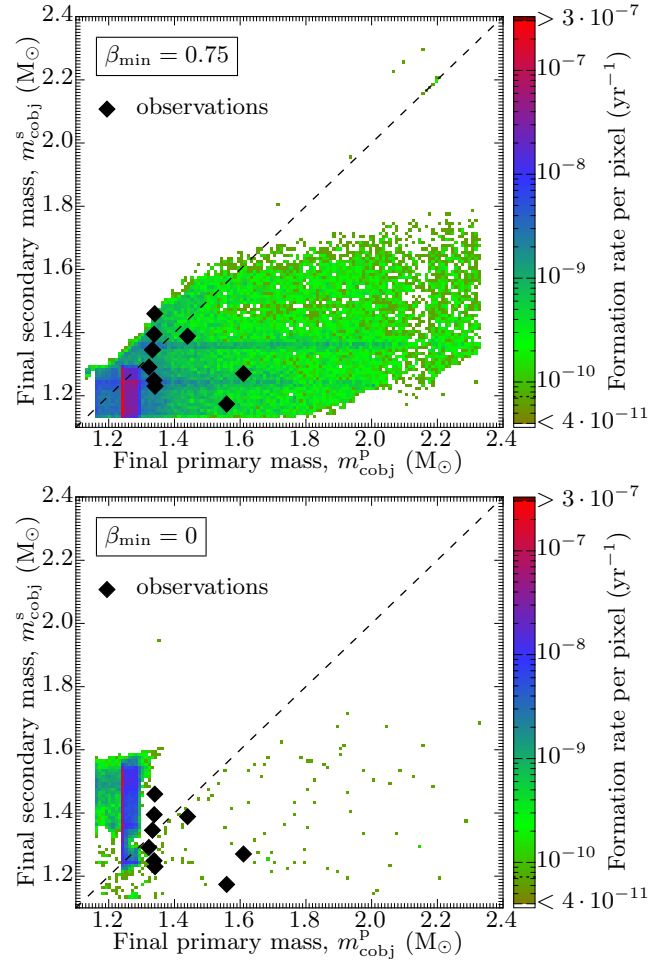 β_min = 0.75
observations
2.4
2.2
2.0
1.8
1.6
1.4
1.2
Final secondary mass, m^s_cobj (M⊙)
1.2 1.4 1.6 1.8 2.0 2.2 2.4
Final primary mass, m^p_cobj (M⊙)
> 3·10^-7
10^-7
10^-8
10^-9
10^-10
< 4·10^-11
Formation rate per pixel (yr^-1)
β_min = 0
observations
2.4
2.2
2.0
1.8
1.6
1.4
1.2
Final secondary mass, m^s_cobj (M⊙)
1.2 1.4 1.6 1.8 2.0 2.2 2.4
Final primary mass, m^p_cobj (M⊙)
> 3·10^-7
10^-7
10^-8
10^-9
10^-10
< 4·10^-11
Formation rate per pixel (yr^-1)